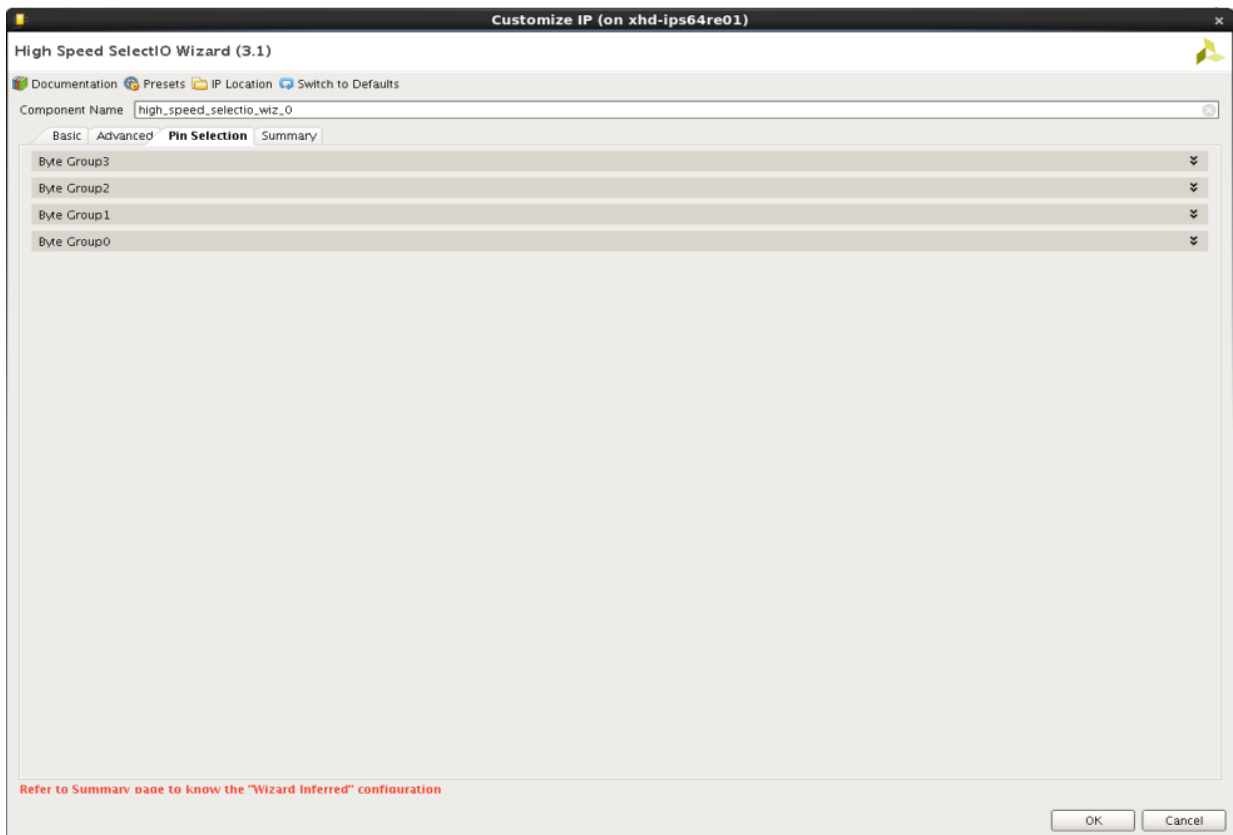 Customize IP (on xhd-ips64re01)
High Speed SelectIO Wizard (3.1)
Documentation Presets IP Location Switch to Defaults
Component Name high_speed_selectio_wiz_0
Basic Advanced Pin Selection Summary
Byte Group3
Byte Group2
Byte Group1
Byte Group0
Refer to Summary page to know the "Wizard Inferred" configuration
OK Cancel